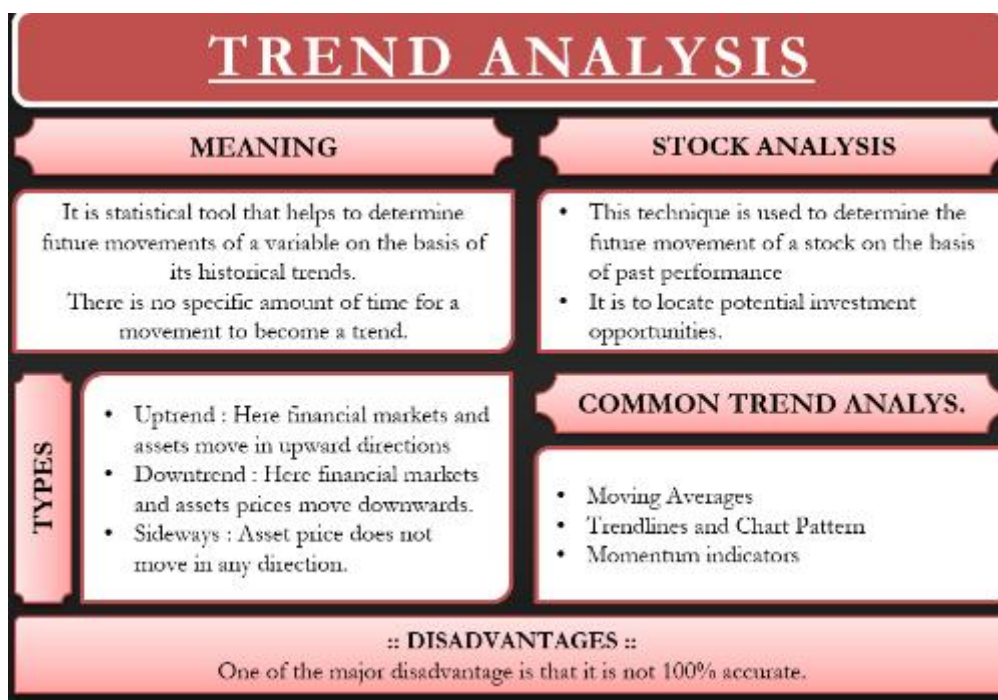 TREND ANALYSIS
MEANING
It is statistical tool that helps to determine
future movements of a variable on the basis of
its historical trends.
There is no specific amount of time for a
movement to become a trend.
STOCK ANALYSIS
• This technique is used to determine the
future movement of a stock on the basis
of past performance
• It is to locate potential investment
opportunities.
TYPES
• Uptrend : Here financial markets and
assets move in upward directions
• Downtrend : Here financial markets
and assets prices move downwards.
• Sideways : Asset price does not
move in any direction.
COMMON TREND ANALYS.
• Moving Averages
• Trendlines and Chart Pattern
• Momentum indicators
:: DISADVANTAGES ::
One of the major disadvantage is that it is not 100% accurate.